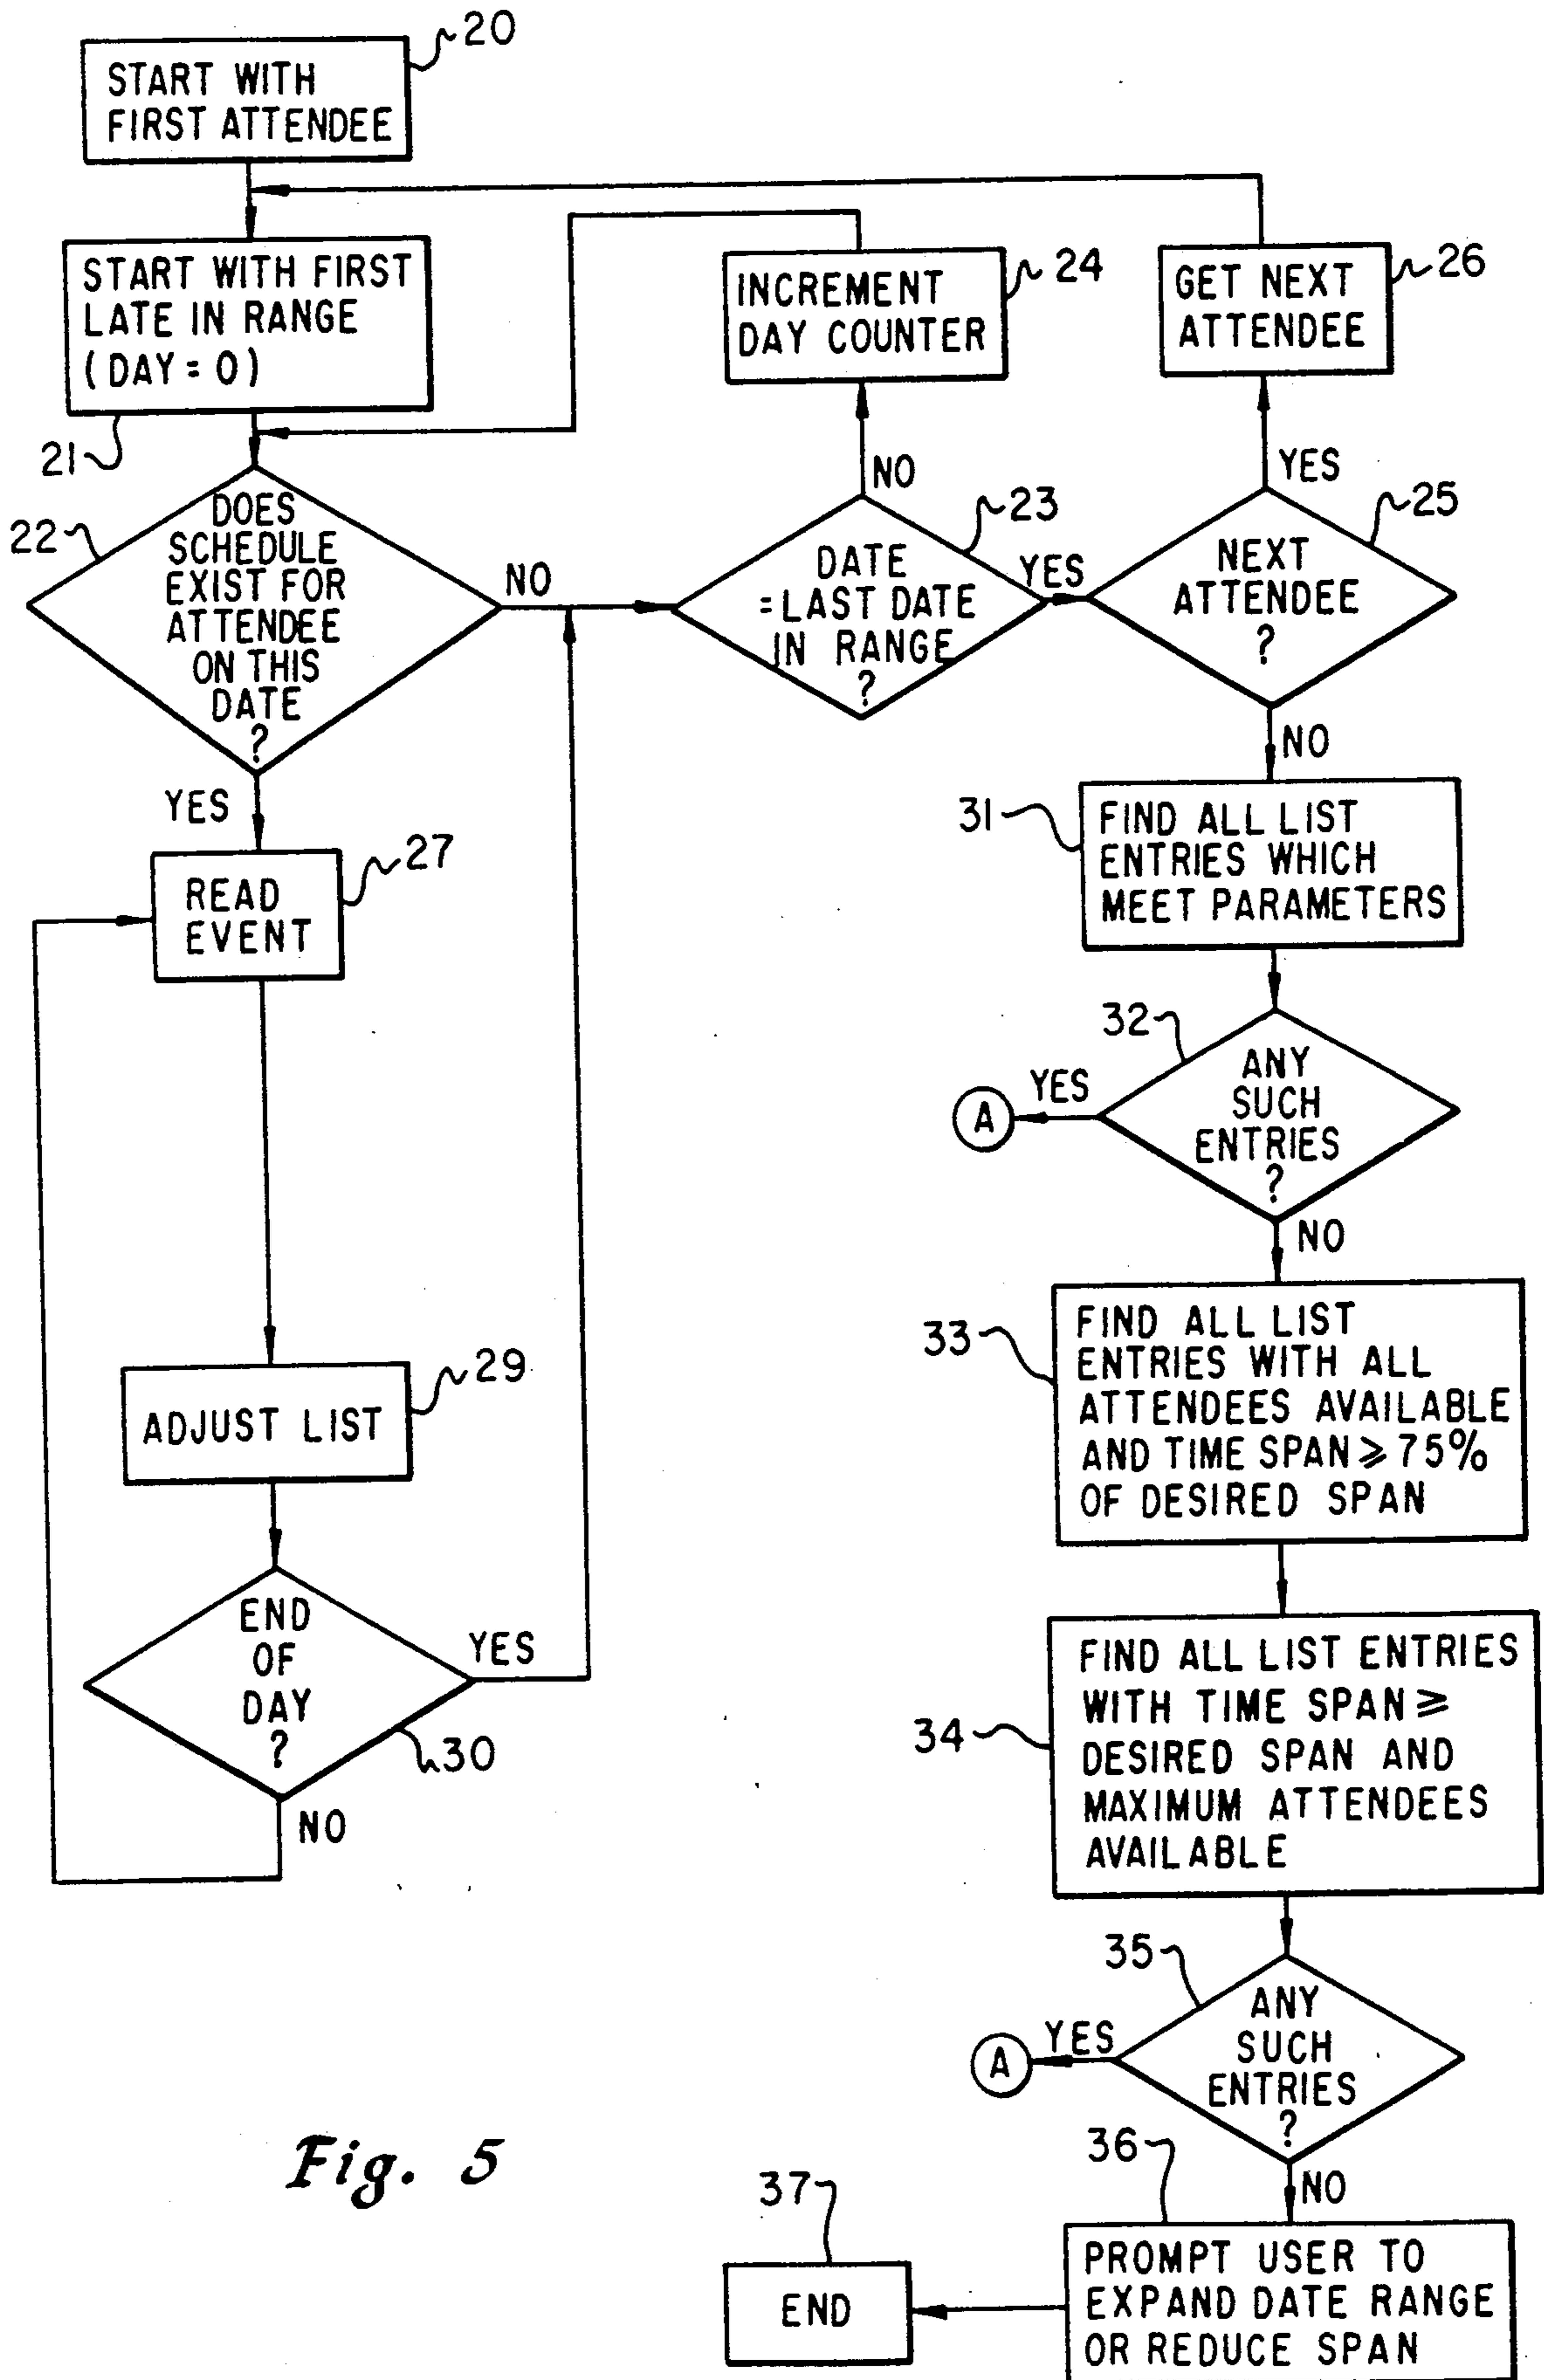 20
START WITH
FIRST ATTENDEE
START WITH FIRST
LATE IN RANGE
(DAY = 0)
21
INCREMENT
DAY COUNTER
24
GET NEXT
ATTENDEE
26
22
DOES
SCHEDULE
EXIST FOR
ATTENDEE
ON THIS
DATE
?
NO
YES
NO
23
DATE
=LAST DATE
IN RANGE
?
YES
YES
25
NEXT
ATTENDEE
?
NO
27
READ
EVENT
29
ADJUST LIST
END
OF
DAY
?
YES
30
NO
31
FIND ALL LIST
ENTRIES WHICH
MEET PARAMETERS
32
ANY
SUCH
ENTRIES
?
YES
A
NO
33
FIND ALL LIST
ENTRIES WITH ALL
ATTENDEES AVAILABLE
AND TIME SPAN ⩾ 75%
OF DESIRED SPAN
34
FIND ALL LIST ENTRIES
WITH TIME SPAN ⩾
DESIRED SPAN AND
MAXIMUM ATTENDEES
AVAILABLE
35
ANY
SUCH
ENTRIES
?
YES
A
NO
36
PROMPT USER TO
EXPAND DATE RANGE
OR REDUCE SPAN
37
END
Fig. 5